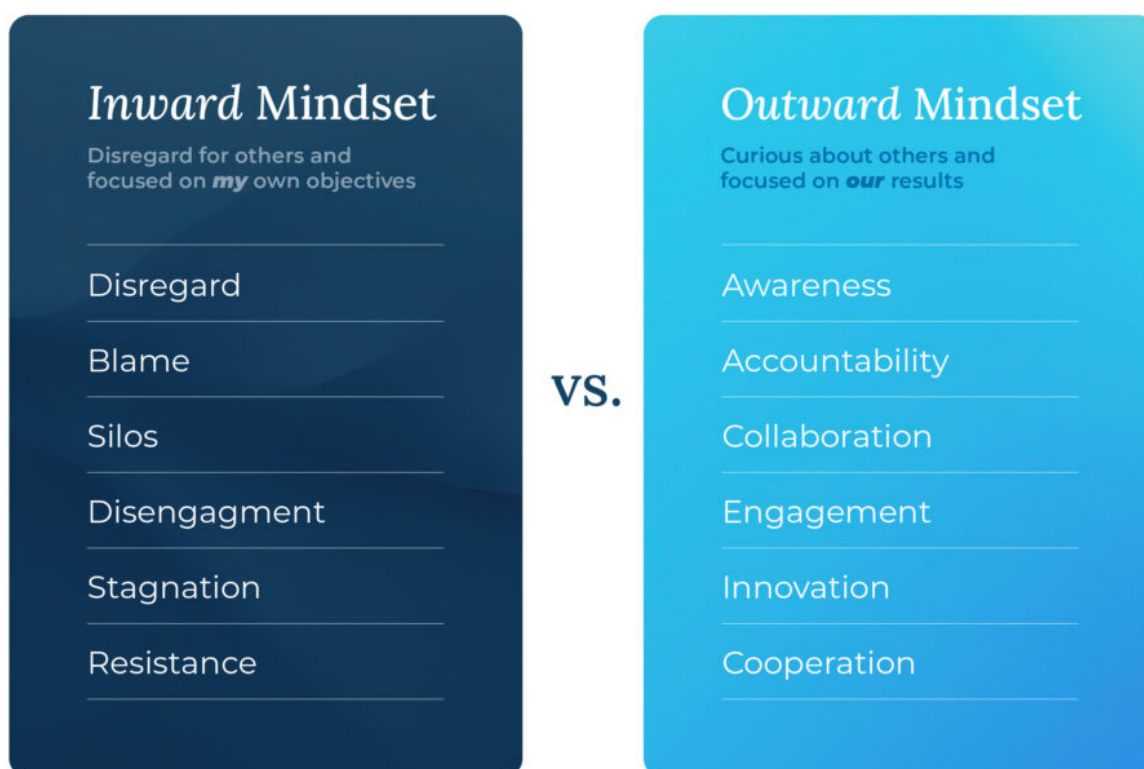 Inward Mindset
Disregard for others and
focused on my own objectives
Disregard
Blame
Silos
Disengagment
Stagnation
Resistance
vs.
Outward Mindset
Curious about others and
focused on our results
Awareness
Accountability
Collaboration
Engagement
Innovation
Cooperation